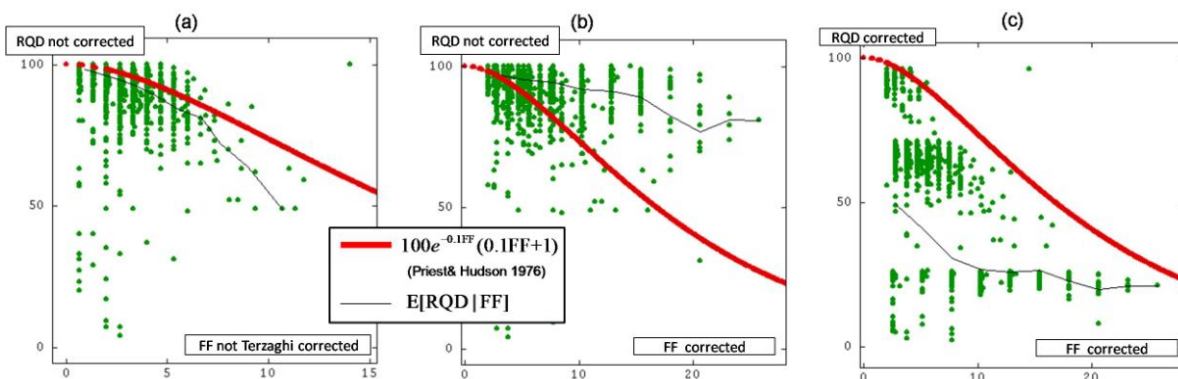 (a)
RQD not corrected
100
50
0
0
5
10
15
FF not Terzaghi corrected
(b)
RQD not corrected
100
50
0
0
10
20
FF corrected
100e^−0.1FF(0.1FF+1)
(Priest& Hudson 1976)
E[RQD|FF]
(c)
RQD corrected
100
50
0
0
10
20
FF corrected